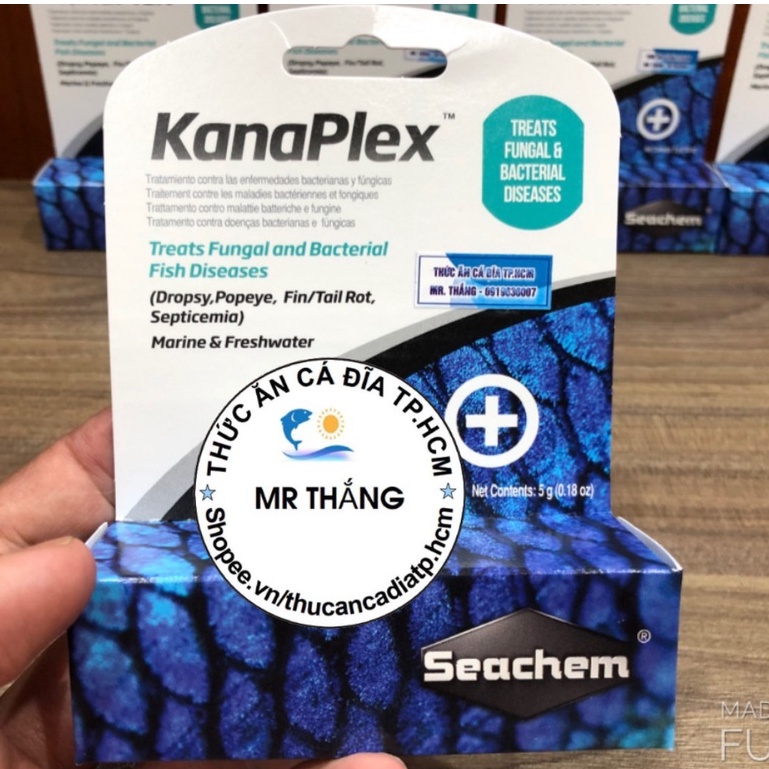 KanaPlex™
TREATS
FUNGAL &
BACTERIAL
DISEASES
Tratamiento contra las enfermedades bacterianas y fúngicas
Traitement contre les maladies bactériennes et fongiques
Trattamento contro malattie batteriche e fungine
Tratamento contra doenças bacterianas e fúngicas
Treats Fungal and Bacterial
Fish Diseases
(Dropsy,Popeye, Fin/Tail Rot,
Septicemia)
Marine & Freshwater
THỨC ĂN CÁ DĨA TP.HCM
MR. THẮNG - 0919030007
THỨC ĂN CÁ ĐĨA TP.HCM
MR THẮNG
Shopee.vn/thucancadiatp.hcm
Net Contents: 5 g (0.18 oz)
Seachem®
Seachem